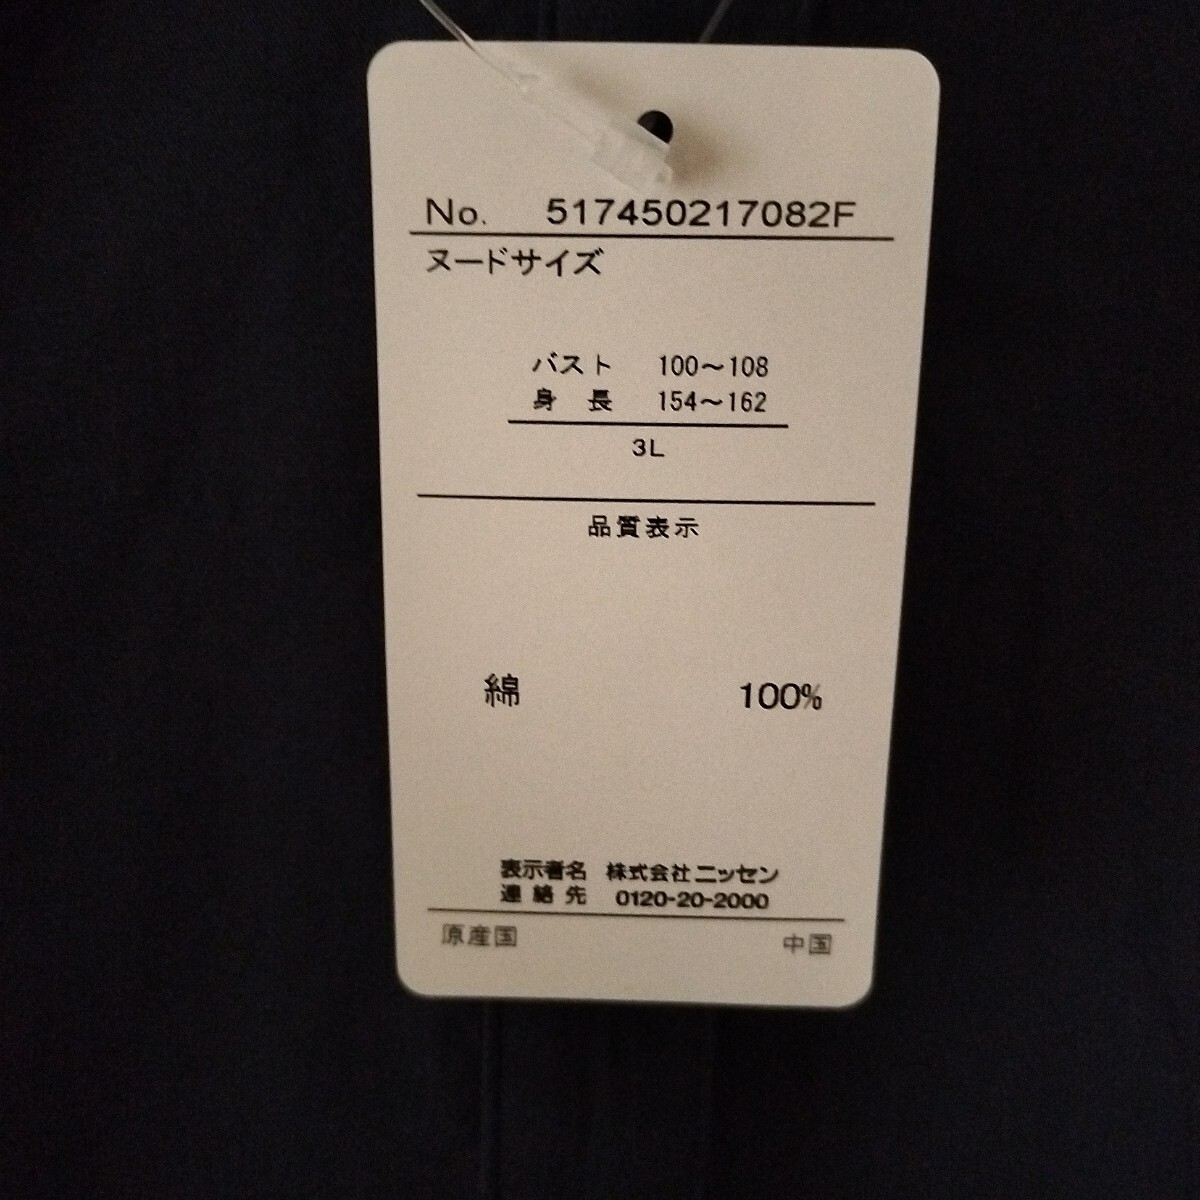 No. 517450217082F
ヌードサイズ
バスト 100〜108
身長 154〜162
3L
品質表示
綿 100%
表示者名 株式会社ニッセン
連絡先 0120-20-2000
原産国 中国